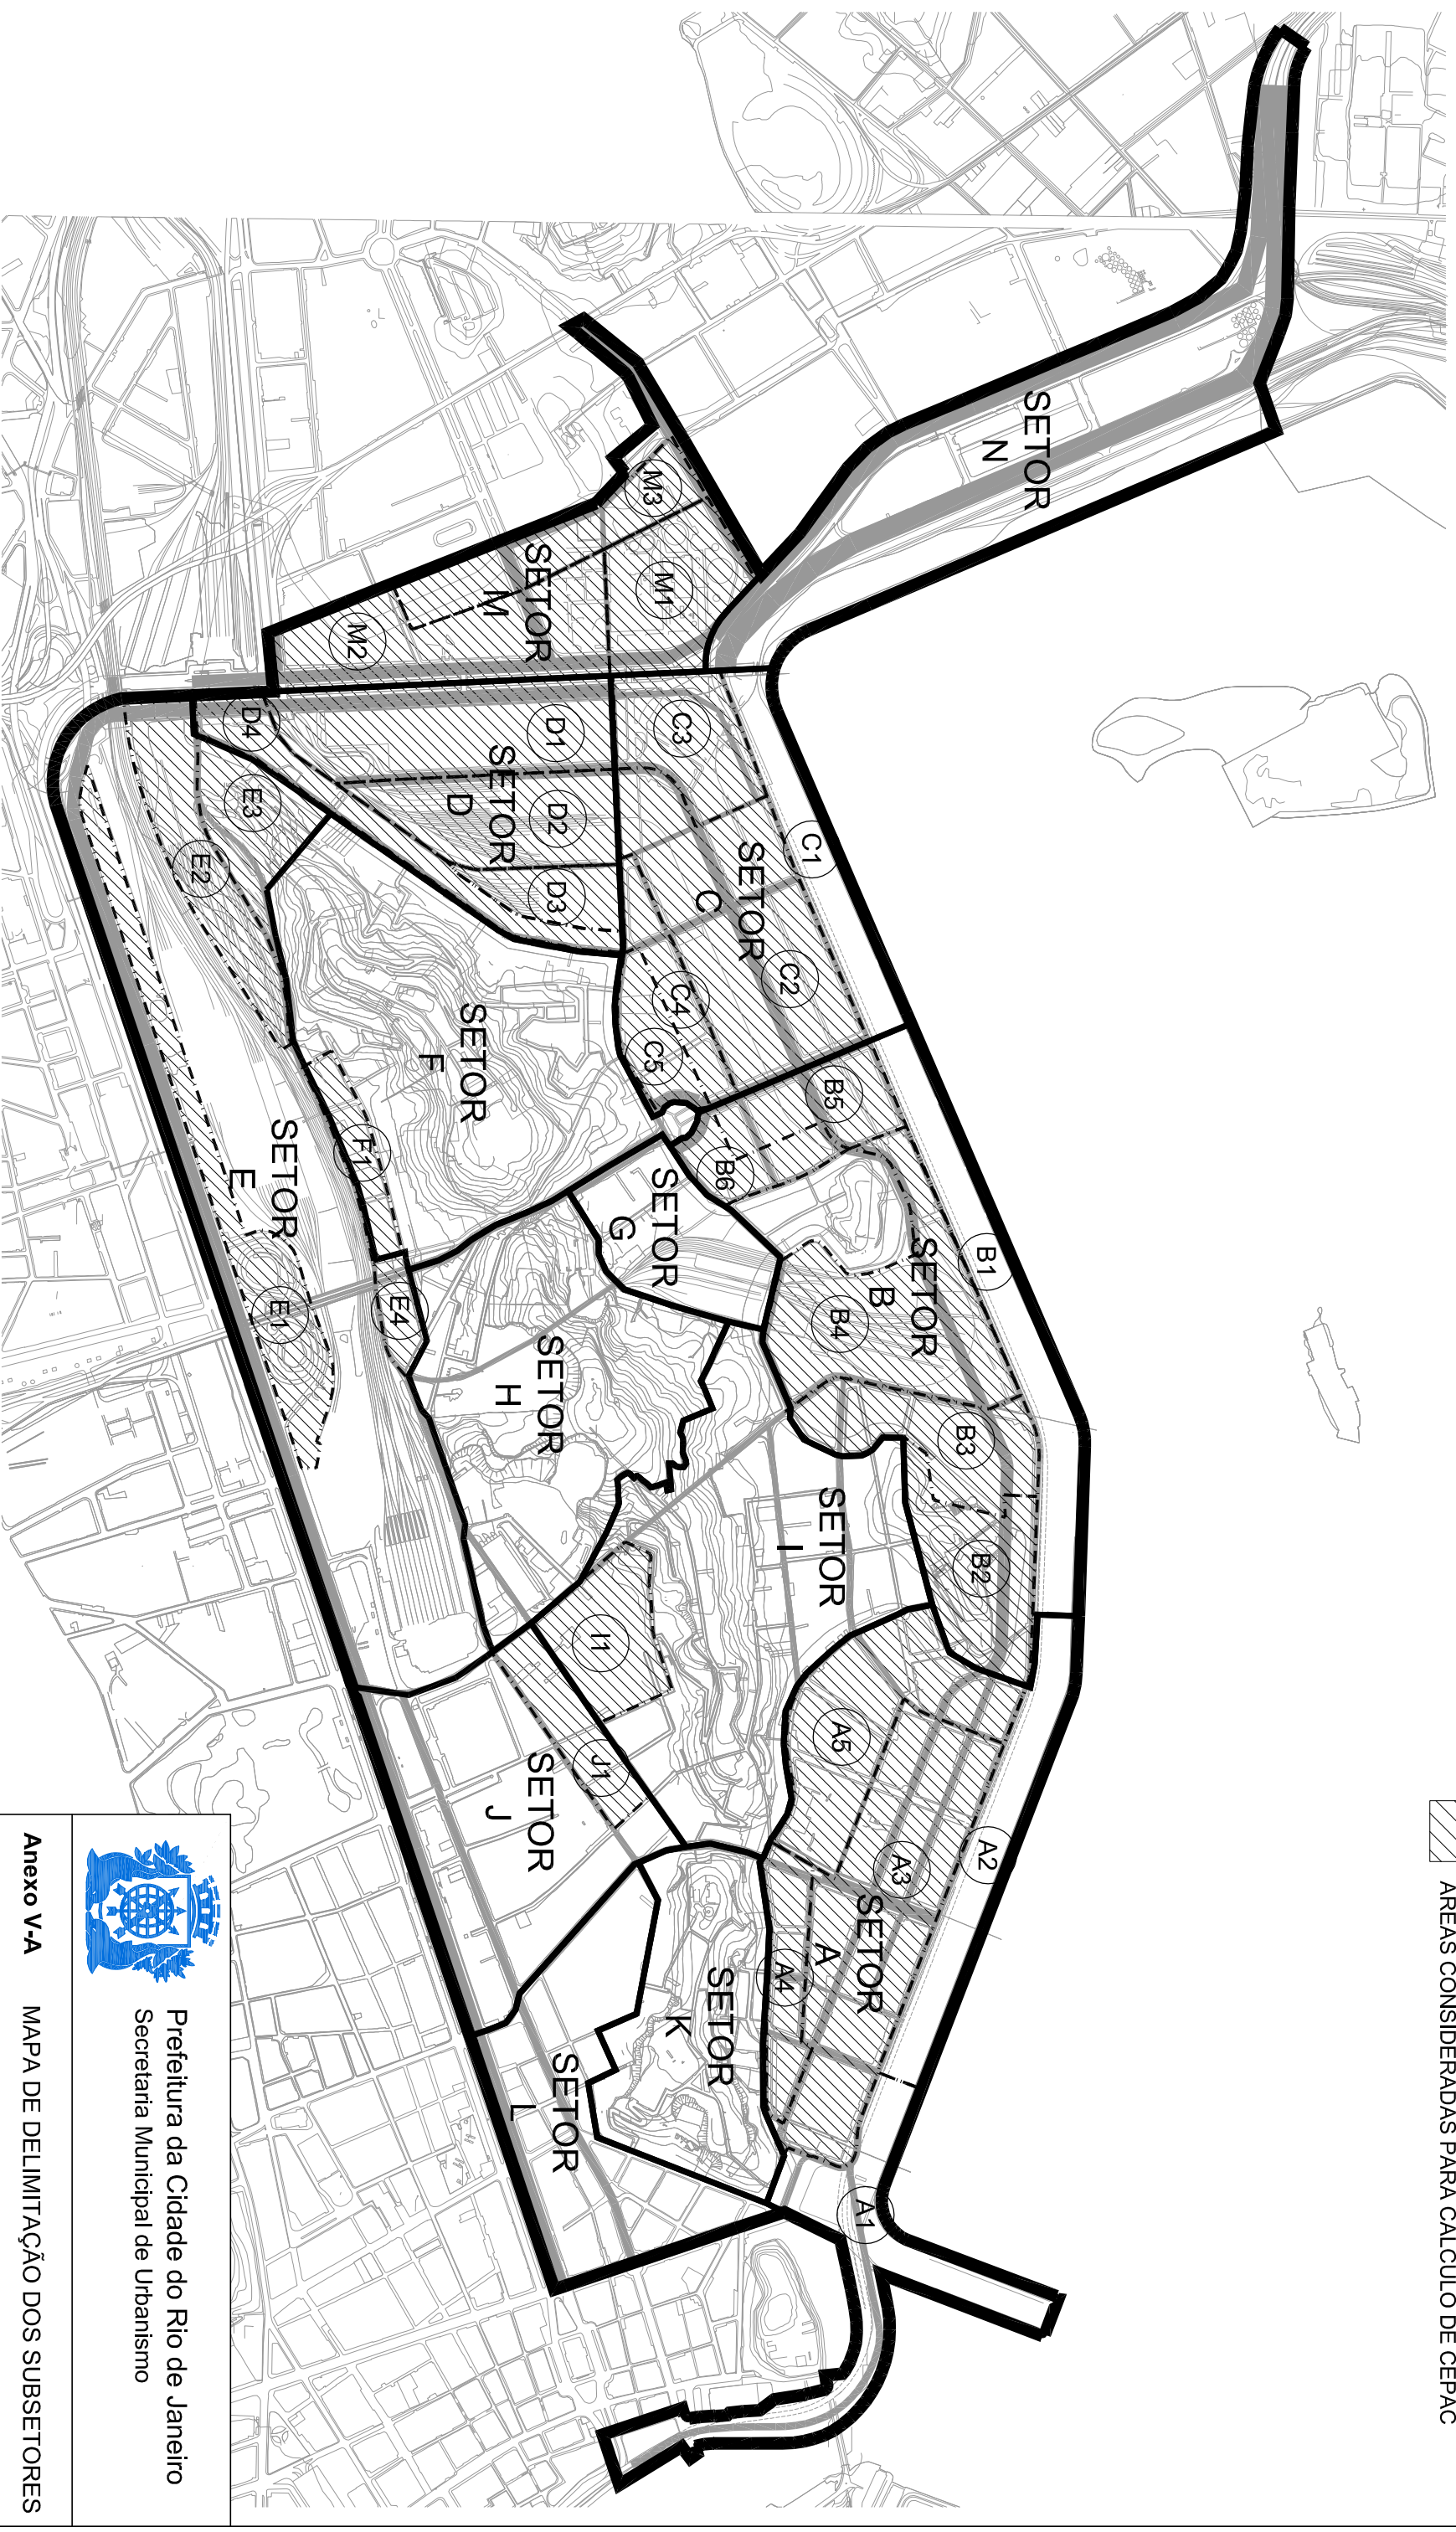 ÁREAS CONSIDERADAS PARA CÁLCULO DE CEPAC
SETOR
N
M3
M1
SETOR
M
M2
C3
C1
SETOR
C
C2
C4
C5
D1
SETOR
D
D2
D3
D4
E3
E2
SETOR
F
F1
SETOR
E
E1
E4
B5
B6
B1
SETOR
B
B4
B3
B2
SETOR
G
SETOR
H
SETOR
I
I1
J1
SETOR
J
A5
A2
A3
SETOR
A
A4
A1
SETOR
K
SETOR
L
Prefeitura da Cidade do Rio de Janeiro
Secretaria Municipal de Urbanismo
Anexo V-A MAPA DE DELIMITAÇÃO DOS SUBSETORES